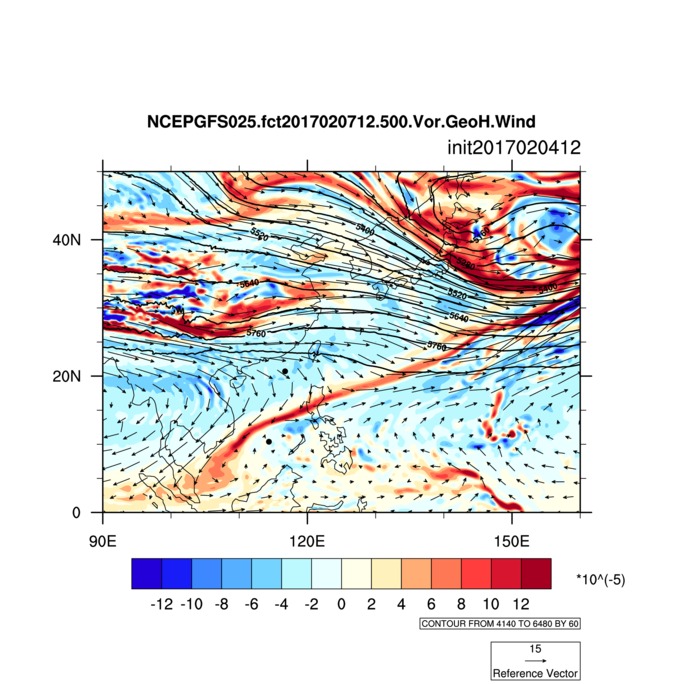 NCEPGFS025.fct2017020712.500.Vor.GeoH.Wind
init2017020412
40N
20N
0
90E 120E 150E
5520
5400
5640
5520
5640
5760
5760
-12 -10 -8 -6 -4 -2 0 2 4 6 8 10 12
*10^(-5)
CONTOUR FROM 4140 TO 6480 BY 60
15
Reference Vector